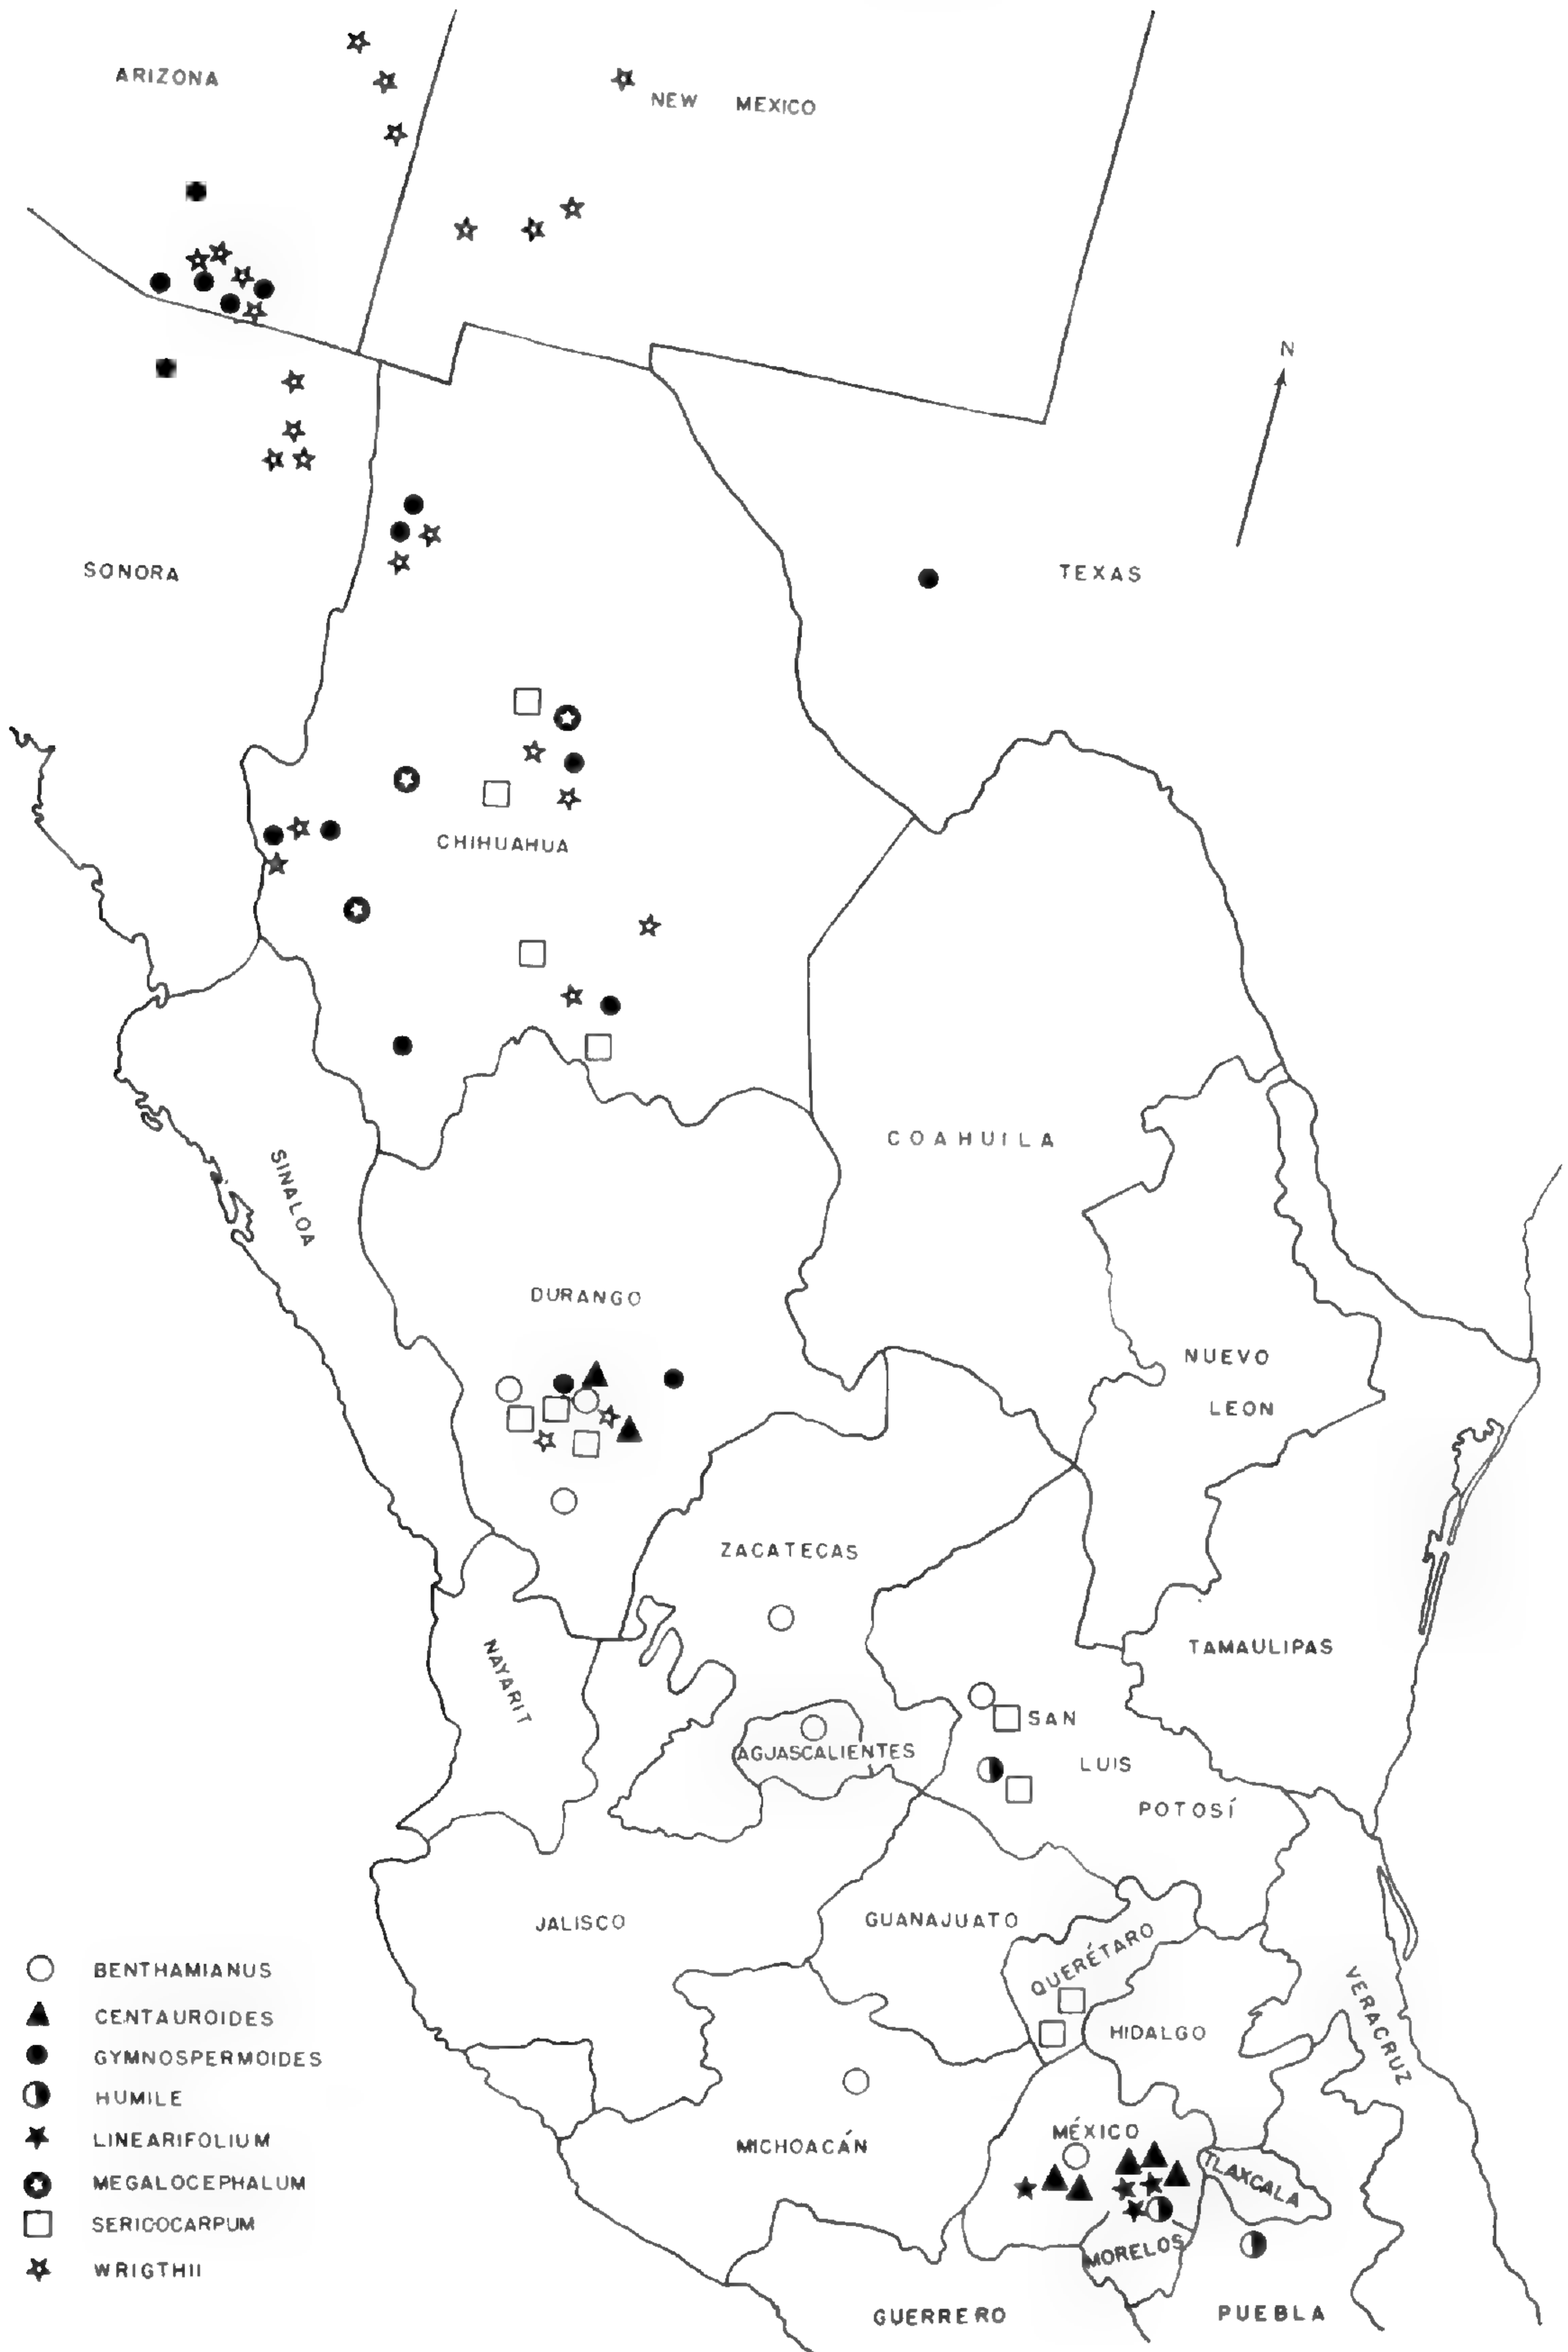 ARIZONA
NEW MEXICO
N
SONORA
TEXAS
CHIHUAHUA
COAHUILA
SINALOA
DURANGO
NUEVO
LEON
ZACATECAS
TAMAULIPAS
NAYARIT
SAN
AGUASCALIENTES
LUIS
POTOSÍ
JALISCO
GUANAJUATO
QUERÉTARO
VERACRUZ
HIDALGO
MÉXICO
MICHOACÁN
TLAXCALA
MORELOS
GUERRERO
PUEBLA
BENTHAMIANUS
CENTAUROIDES
GYMNOSPERMOIDES
HUMILE
LINEARIFOLIUM
MEGALOCEPHALUM
SERICOCARPUM
WRIGTHII